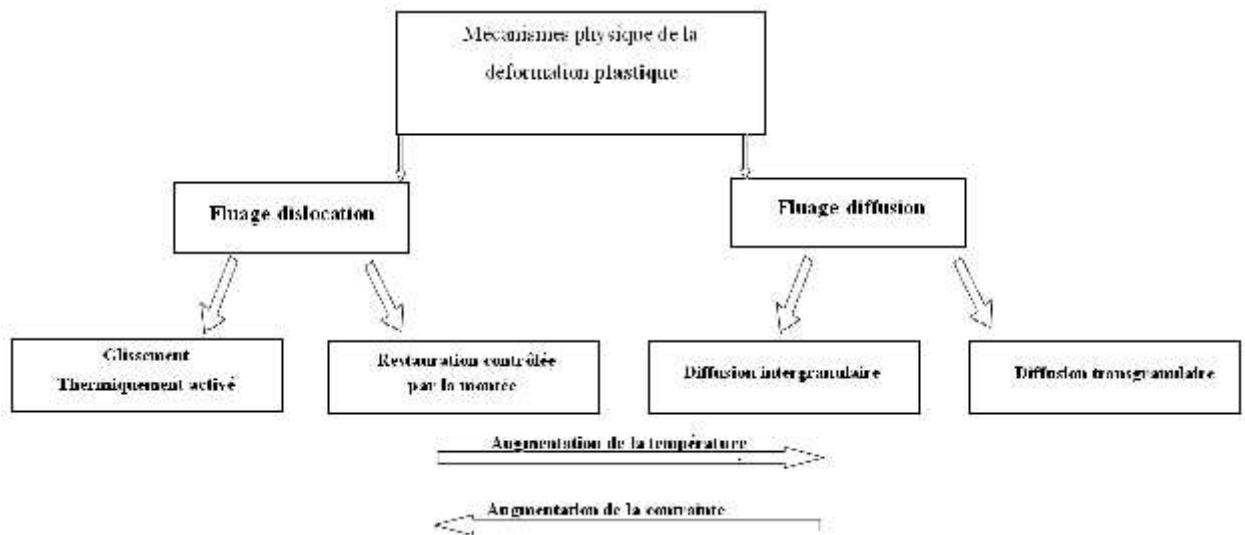 Mécanismes physique de la
déformation plastique
Fluage dislocation
Fluage diffusion
Glissement
Thermiquement activé
Restauration contrôlée
par la montée
Diffusion intergranulaire
Diffusion transgranulaire
Augmentation de la température
Augmentation de la contrainte